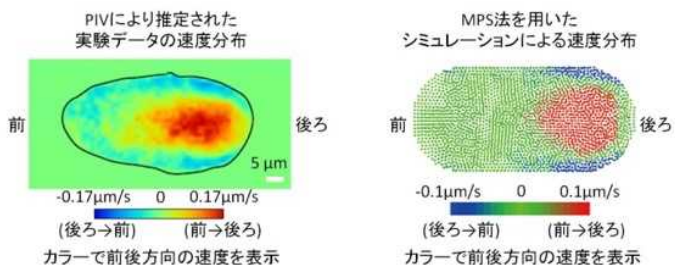 PIVにより推定された
実験データの速度分布
前
後ろ
5 μm
-0.17μm/s 0 0.17μm/s
(後ろ→前) (前→後ろ)
カラーで前後方向の速度を表示
MPS法を用いた
シミュレーションによる速度分布
前
後ろ
-0.1μm/s 0 0.1μm/s
(後ろ→前) (前→後ろ)
カラーで前後方向の速度を表示